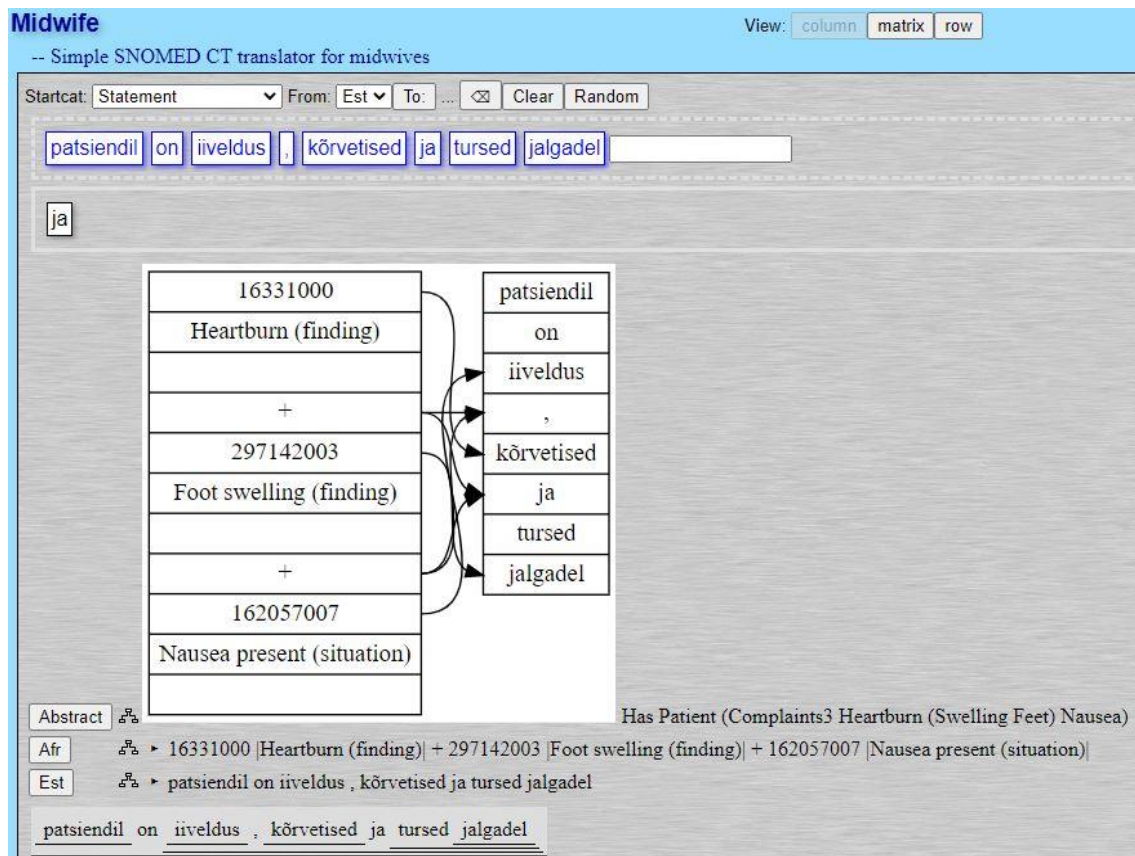 Midwife
View: column matrix row
-- Simple SNOMED CT translator for midwives
Startcat: Statement From: Est To: ... ⌫ Clear Random
patsiendil on iiveldus , kõrvetised ja tursed jalgadel
ja
16331000
Heartburn (finding)
+
297142003
Foot swelling (finding)
+
162057007
Nausea present (situation)
patsiendil
on
iiveldus
,
kõrvetised
ja
tursed
jalgadel
Abstract Has Patient (Complaints3 Heartburn (Swelling Feet) Nausea)
Afr ▸ 16331000 |Heartburn (finding)| + 297142003 |Foot swelling (finding)| + 162057007 |Nausea present (situation)|
Est ▸ patsiendil on iiveldus , kõrvetised ja tursed jalgadel
patsiendil on iiveldus , kõrvetised ja tursed jalgadel